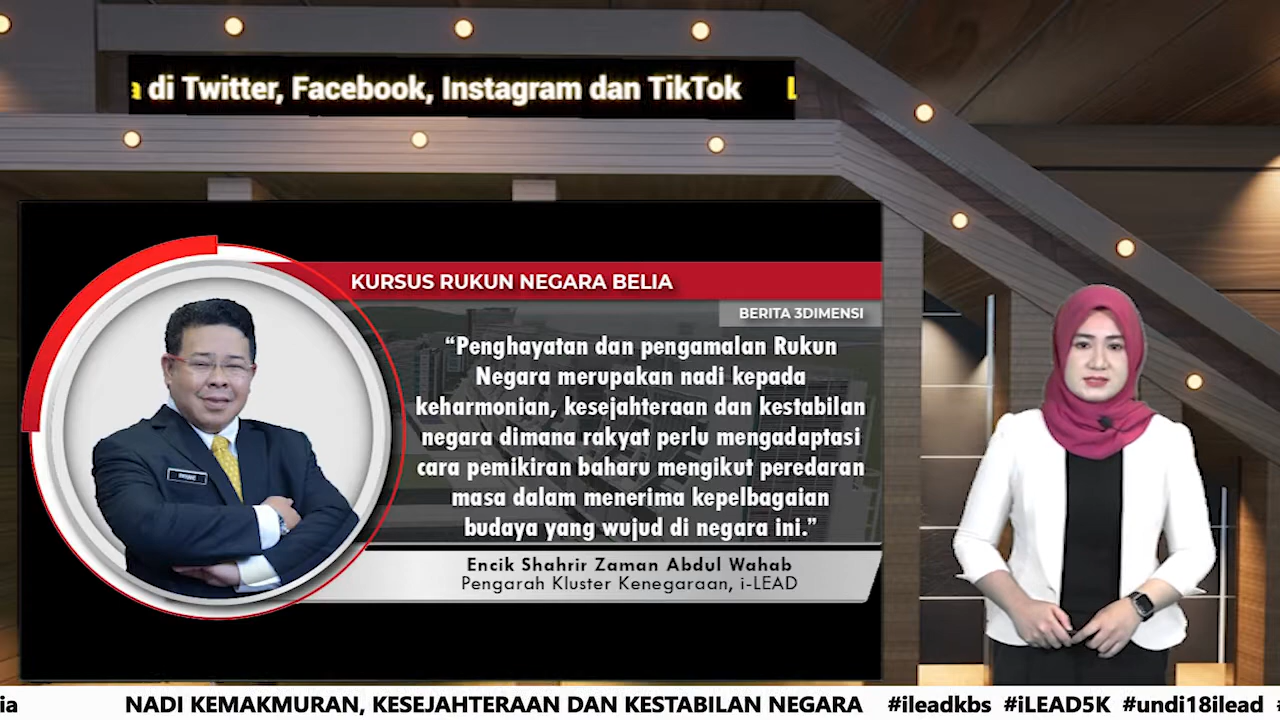 a di Twitter, Facebook, Instagram dan TikTok L
KURSUS RUKUN NEGARA BELIA
BERITA 3DIMENSI
“Penghayatan dan pengamalan Rukun
Negara merupakan nadi kepada
keharmonian, kesejahteraan dan kestabilan
negara dimana rakyat perlu mengadaptasi
cara pemikiran baharu mengikut peredaran
masa dalam menerima kepelbagaian
budaya yang wujud di negara ini.”
Encik Shahrir Zaman Abdul Wahab
Pengarah Kluster Kenegaraan, i-LEAD
ia NADI KEMAKMURAN, KESEJAHTERAAN DAN KESTABILAN NEGARA #ileadkbs #iLEAD5K #undi18ilead #